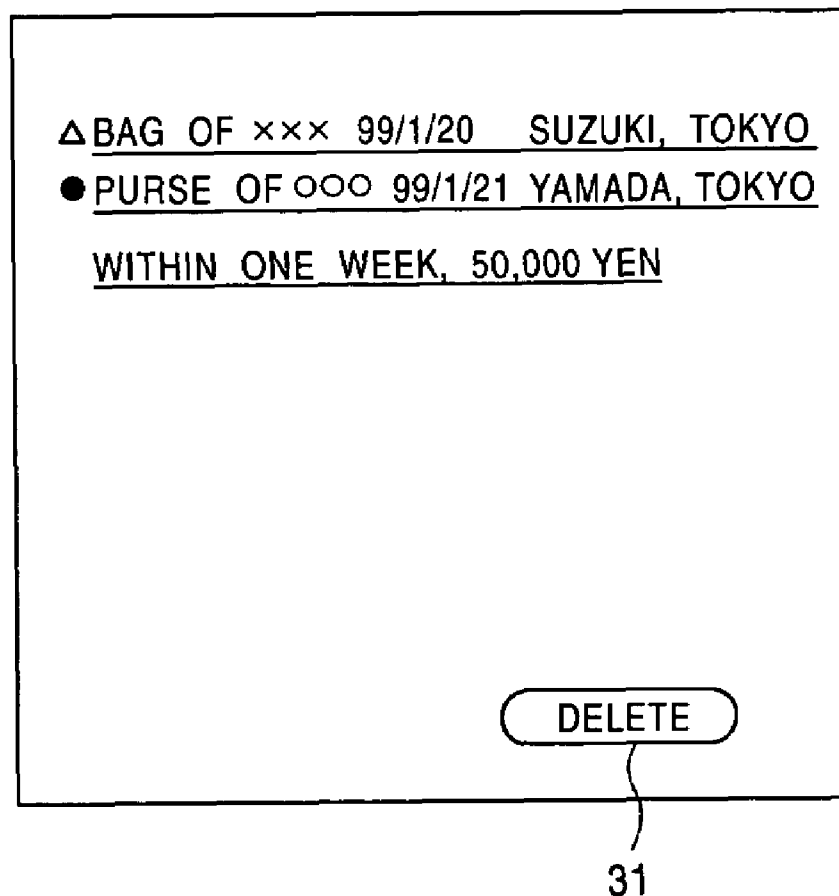 △ BAG OF ××× 99/1/20 SUZUKI, TOKYO
● PURSE OF ○○○ 99/1/21 YAMADA, TOKYO
WITHIN ONE WEEK, 50,000 YEN
DELETE
31